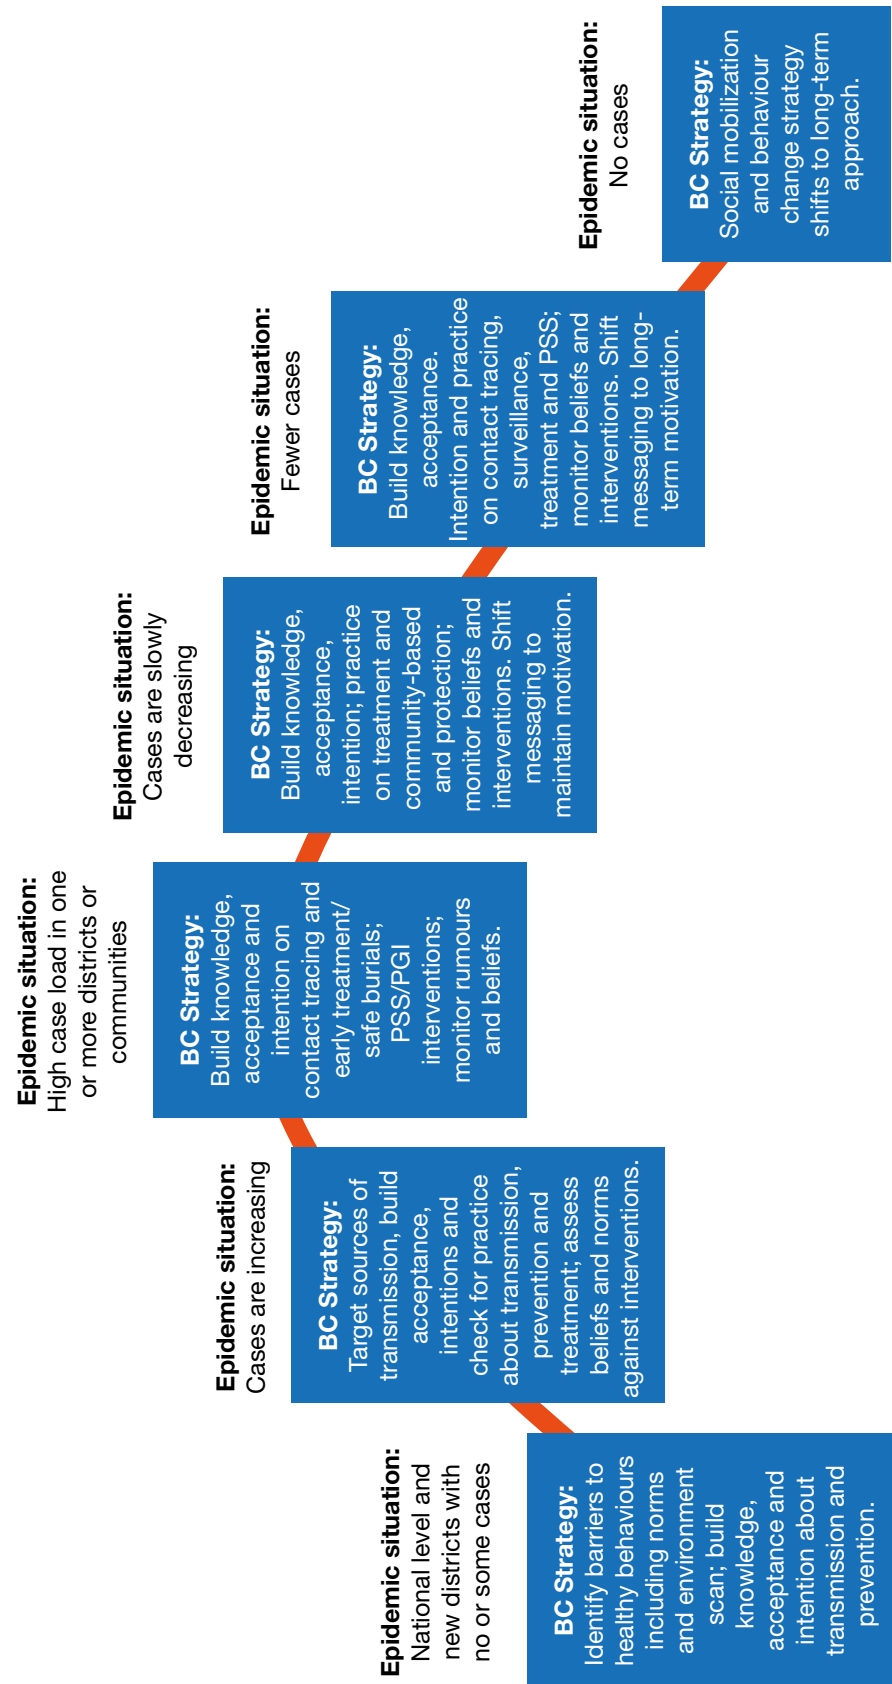 Epidemic situation:
National level and
new districts with
no or some cases
BC Strategy:
Identify barriers to
healthy behaviours
including norms
and environment
scan; build
knowledge,
acceptance and
intention about
transmission and
prevention.
Epidemic situation:
Cases are increasing
BC Strategy:
Target sources of
transmission, build
acceptance,
intentions and
check for practice
about transmission,
prevention and
treatment; assess
beliefs and norms
against interventions.
Epidemic situation:
High case load in one
or more districts or
communities
BC Strategy:
Build knowledge,
acceptance and
intention on
contact tracing and
early treatment/
safe burials;
PSS/PGI
interventions;
monitor rumours
and beliefs.
Epidemic situation:
Cases are slowly
decreasing
BC Strategy:
Build knowledge,
acceptance,
intention; practice
on treatment and
community-based
and protection;
monitor beliefs and
interventions. Shift
messaging to
maintain motivation.
Epidemic situation:
Fewer cases
BC Strategy:
Build knowledge,
acceptance.
Intention and practice
on contact tracing,
surveillance,
treatment and PSS;
monitor beliefs and
interventions. Shift
messaging to long-
term motivation.
Epidemic situation:
No cases
BC Strategy:
Social mobilization
and behaviour
change strategy
shifts to long-term
approach.